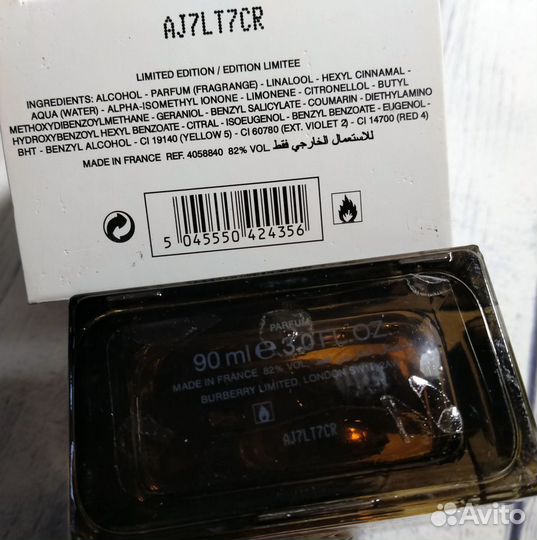 AJ7LT7CR
LIMITED EDITION / EDITION LIMITEE
INGREDIENTS: ALCOHOL - PARFUM (FRAGRANCE) - LINALOOL - HEXYL CINNAMAL -
AQUA (WATER) - ALPHA-ISOMETHYL IONONE - LIMONENE - CITRONELLOL - BUTYL
METHOXYDIBENZOYLMETHANE - GERANIOL - BENZYL SALICYLATE - COUMARIN - DIETHYLAMINO
HYDROXYBENZOYL HEXYL BENZOATE - CITRAL - ISOEUGENOL - BENZYL BENZOATE - EUGENOL -
BHT - BENZYL ALCOHOL - CI 19140 (YELLOW 5) - CI 60780 (EXT. VIOLET 2) - CI 14700 (RED 4)
MADE IN FRANCE REF. 4058840 82% VOL. للاستعمال الخارجي فقط
5 045550 424356
PARFUM
90 ml e 3.0 FL OZ
MADE IN FRANCE 82% VOL.
BURBERRY LIMITED, LONDON
AJ7LT7CR
Avito